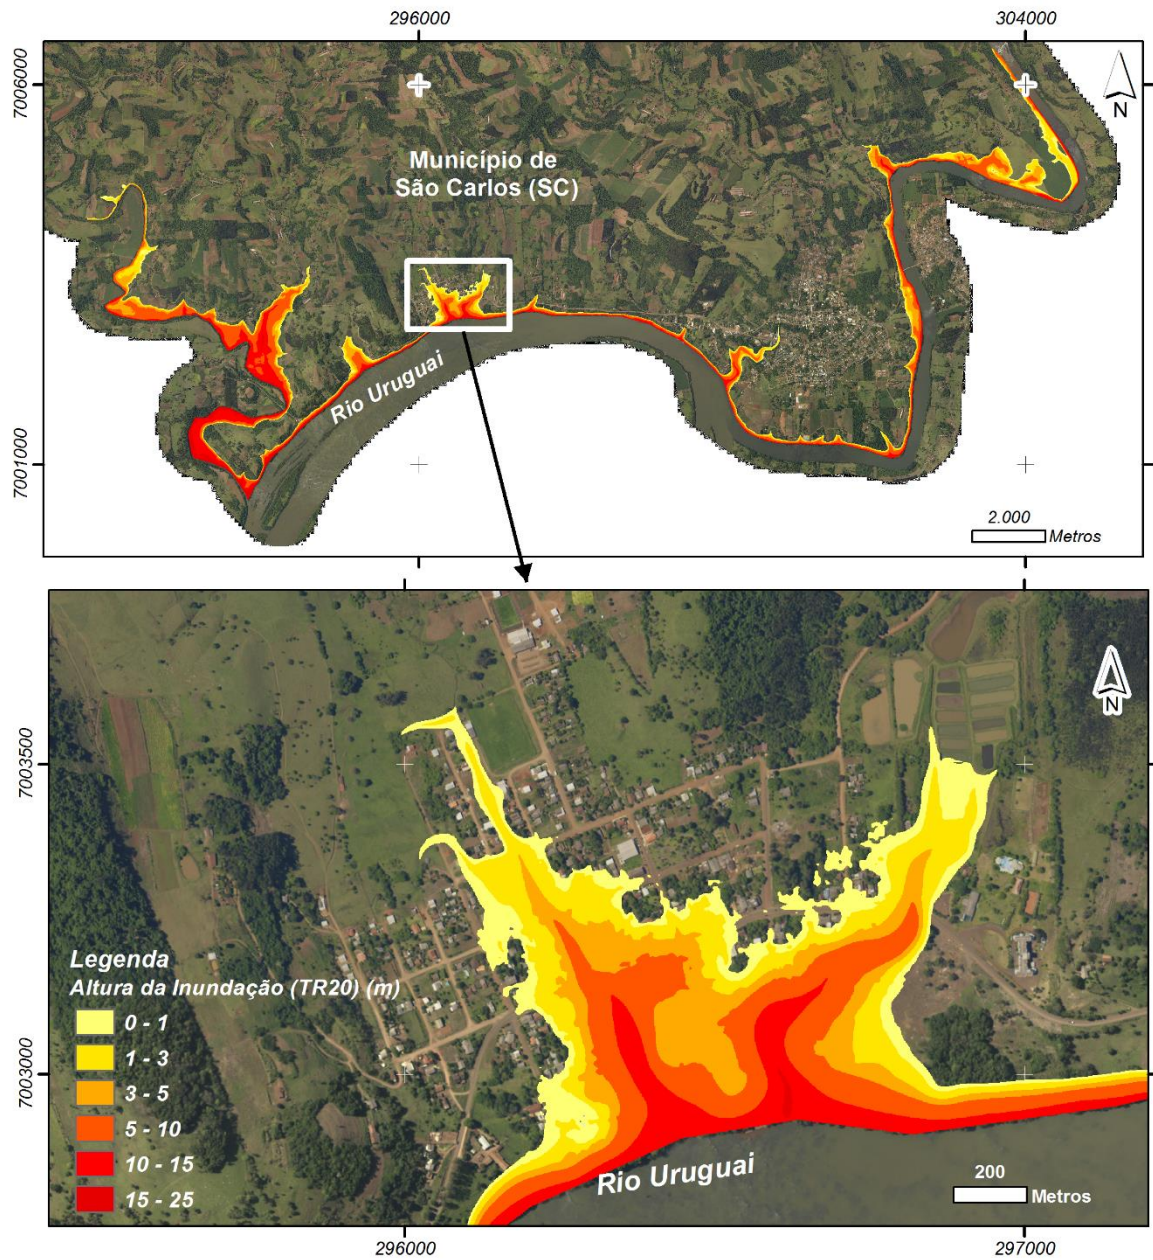 296000
304000
7006000
N
Município de
São Carlos (SC)
Rio Uruguai
7001000
2.000
Metros
7003500
N
Legenda
Altura da Inundação (TR20) (m)
0 - 1
1 - 3
3 - 5
5 - 10
10 - 15
15 - 25
7003000
Rio Uruguai
200
Metros
296000
297000